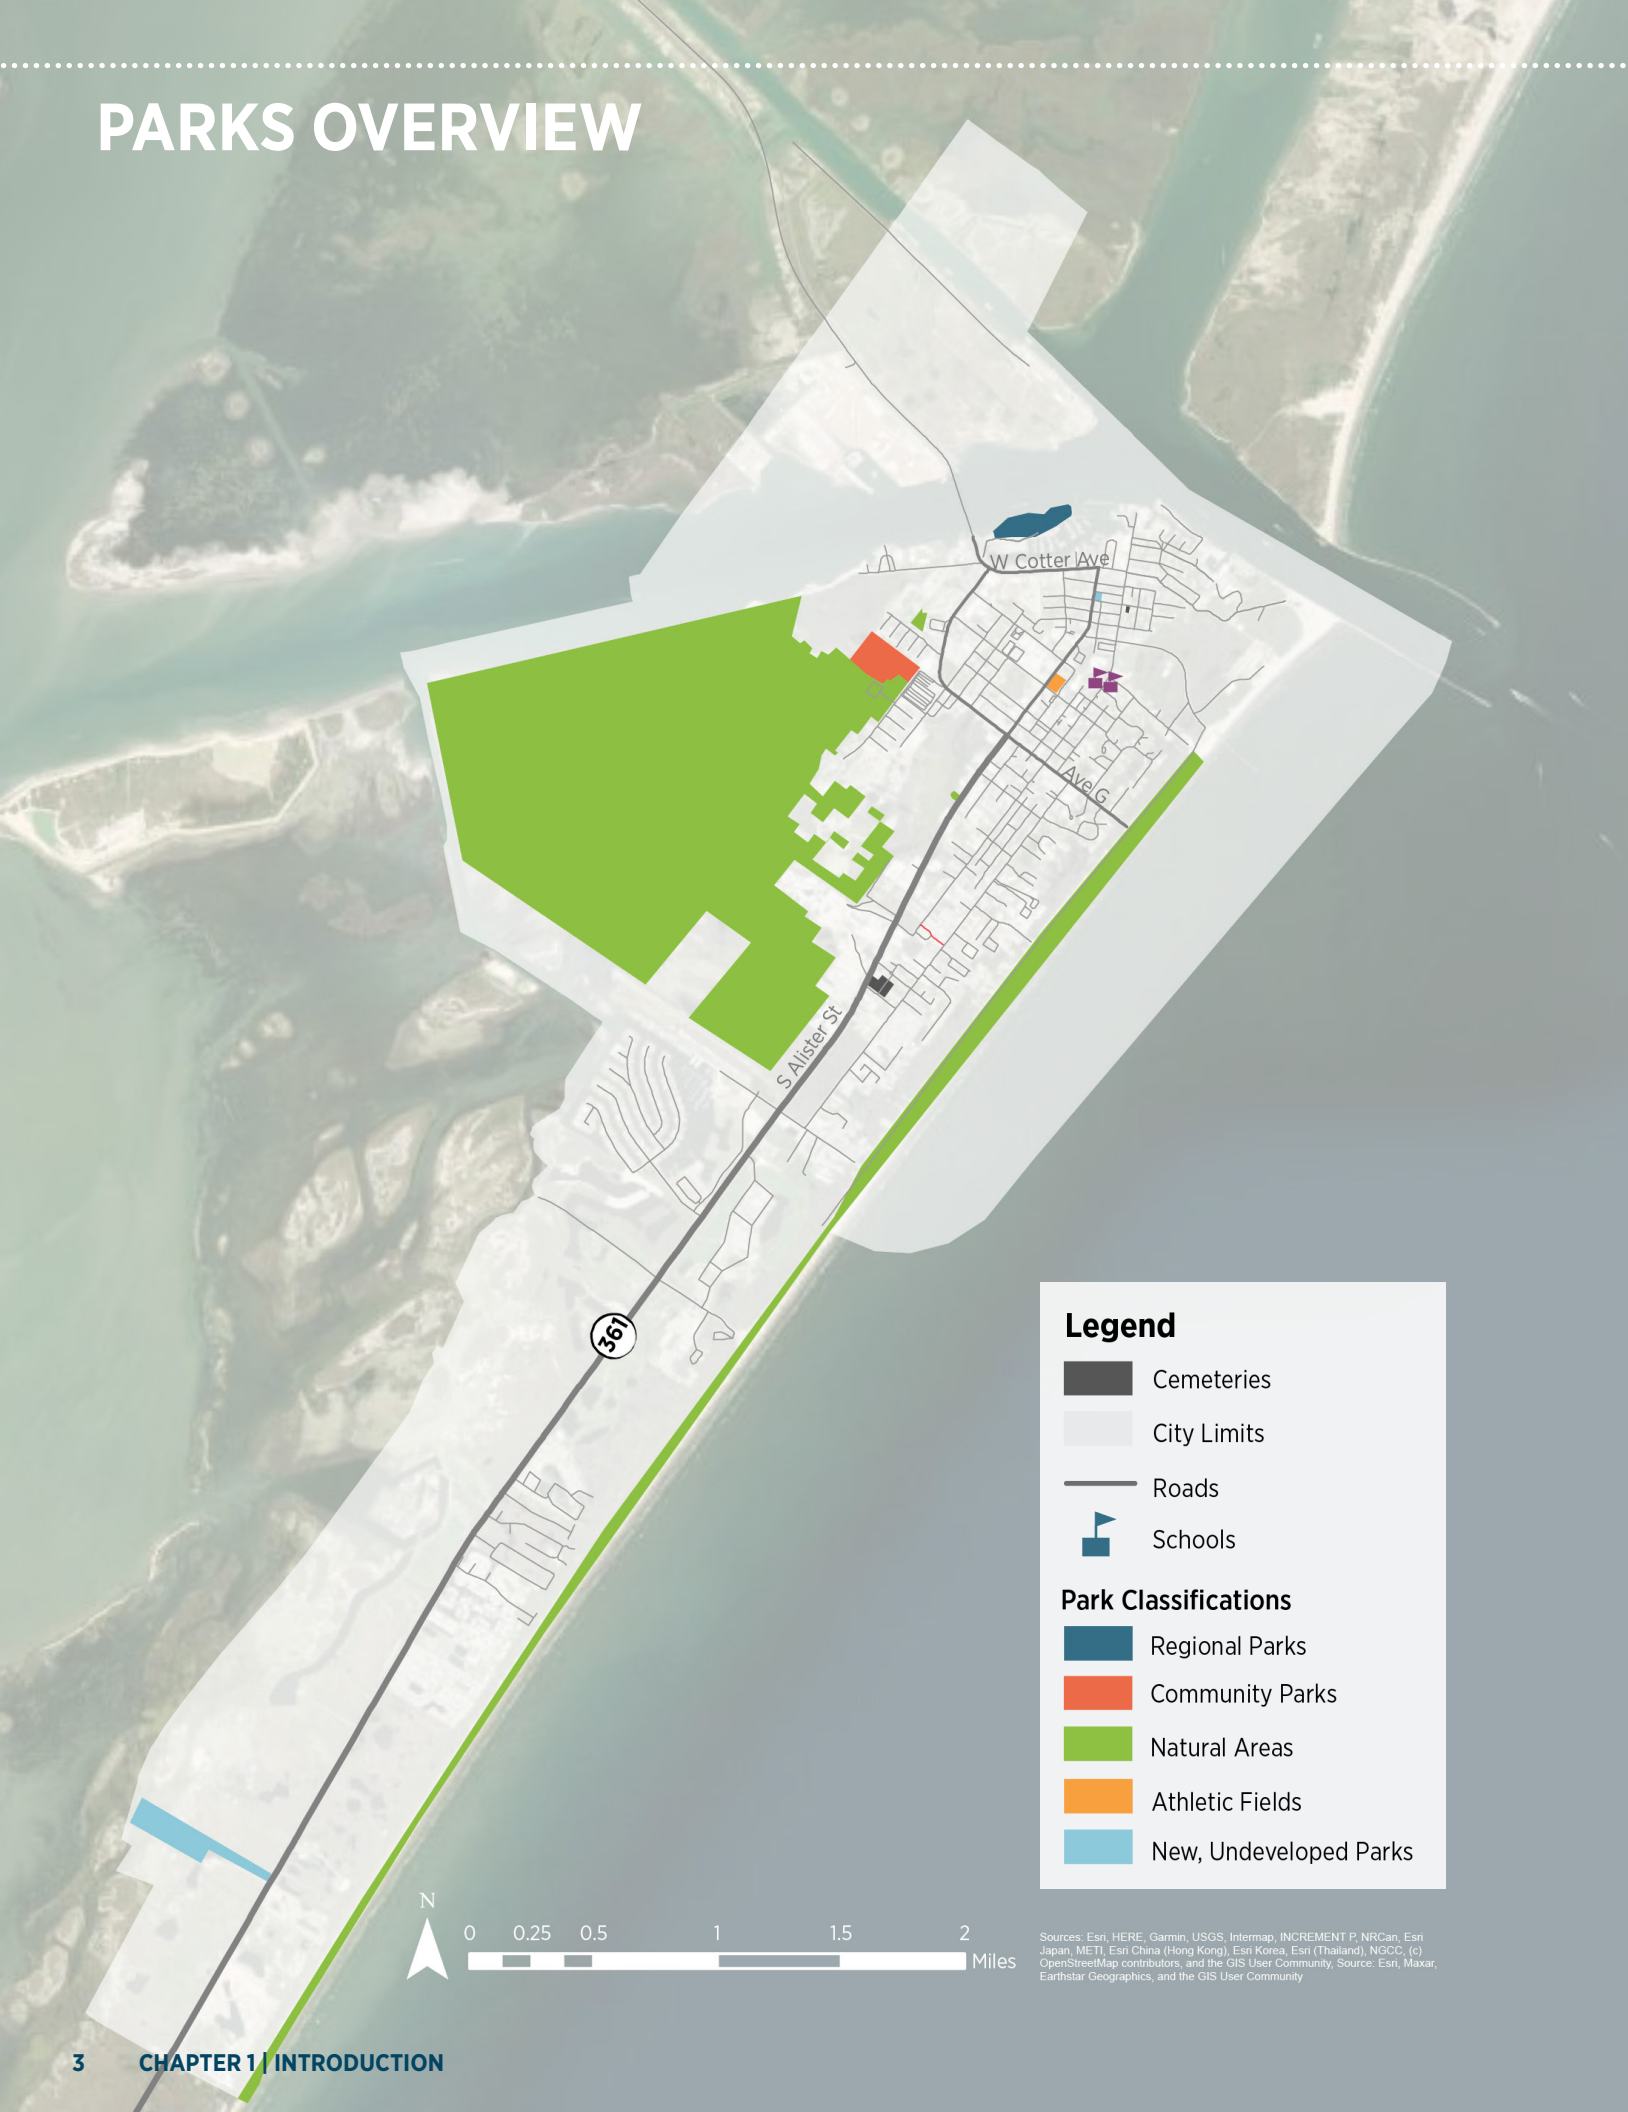 PARKS OVERVIEW
W Cotter Ave
Ave G
S Alister St
361
Legend
Cemeteries
City Limits
Roads
Schools
Park Classifications
Regional Parks
Community Parks
Natural Areas
Athletic Fields
New, Undeveloped Parks
N
0 0.25 0.5 1 1.5 2
Miles
Sources: Esri, HERE, Garmin, USGS, Intermap, INCREMENT P, NRCan, Esri
Japan, METI, Esri China (Hong Kong), Esri Korea, Esri (Thailand), NGCC, (c)
OpenStreetMap contributors, and the GIS User Community, Source: Esri, Maxar,
Earthstar Geographics, and the GIS User Community
3 CHAPTER 1 | INTRODUCTION